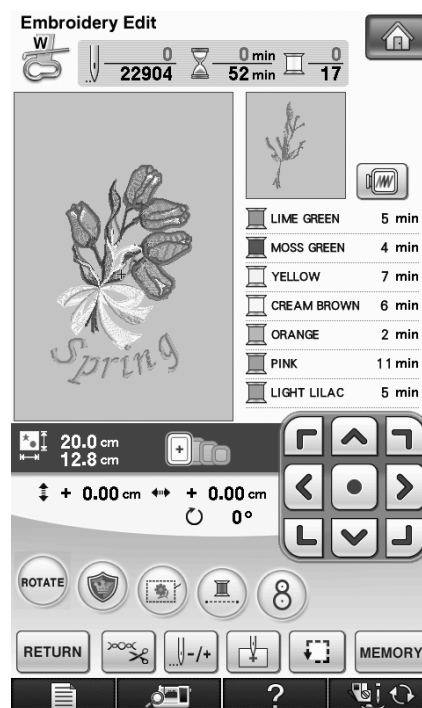 Embroidery Edit
W
0
22904
0 min
52 min
0
17
LIME GREEN 5 min
MOSS GREEN 4 min
YELLOW 7 min
CREAM BROWN 6 min
ORANGE 2 min
PINK 11 min
LIGHT LILAC 5 min
Spring
20.0 cm
12.8 cm
+ 0.00 cm + 0.00 cm
0°
ROTATE
8
RETURN
-/+
MEMORY
?